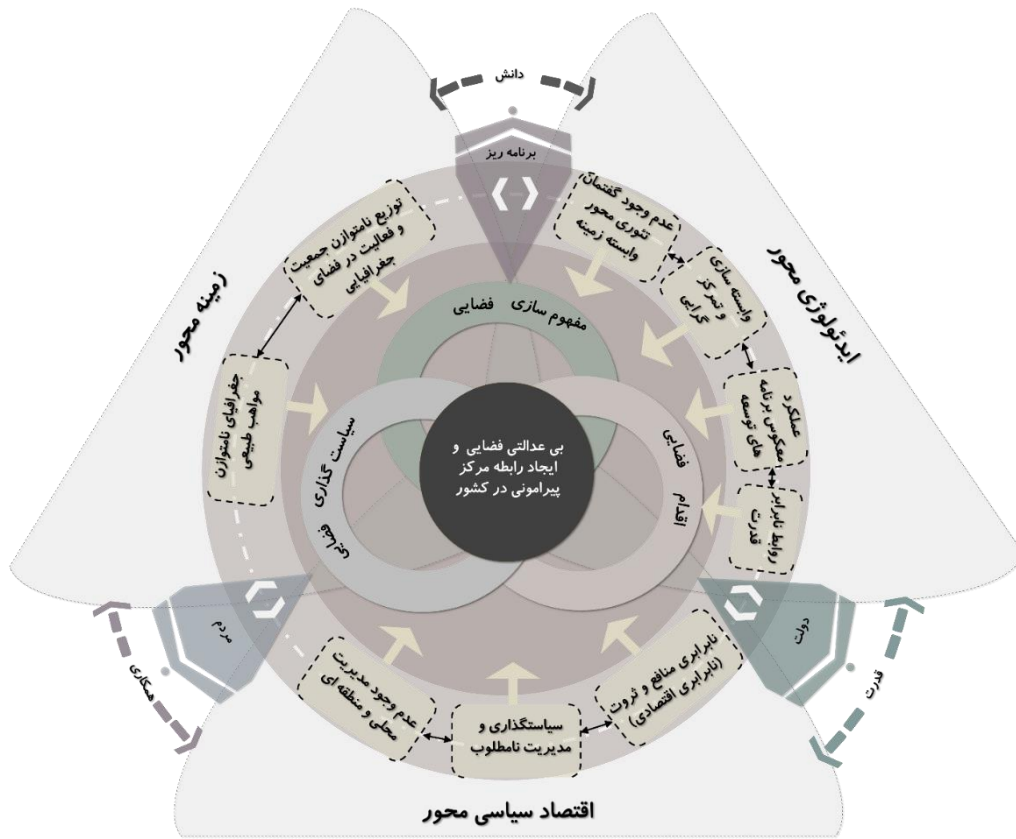 دانش
برنامه ریز
عدم وجود گفتمان
تئوری محور
وابسته زمینه
وابسته سازی
و تمرکز
گرایی
ایدئولوژی محور
عملکرد
معکوس برنامه
های توسعه
روابط نابرابر
قدرت
توزیع نامتوازن جمعیت
و فعالیت در فضای
جغرافیایی
زمینه محور
جغرافیای نامتوازن
مواهب طبیعی
مفهوم سازی فضایی
سیاست گذاری فضایی
اقدام فضایی
بی عدالتی فضایی و
ایجاد رابطه مرکز
پیرامونی در کشور
دولت
قدرت
مردم
همکاری
نابرابری منافع و ثروت
(نابرابری اقتصادی)
سیاستگذاری و
مدیریت نامطلوب
عدم وجود مدیریت
محلی و منطقه ای
اقتصاد سیاسی محور